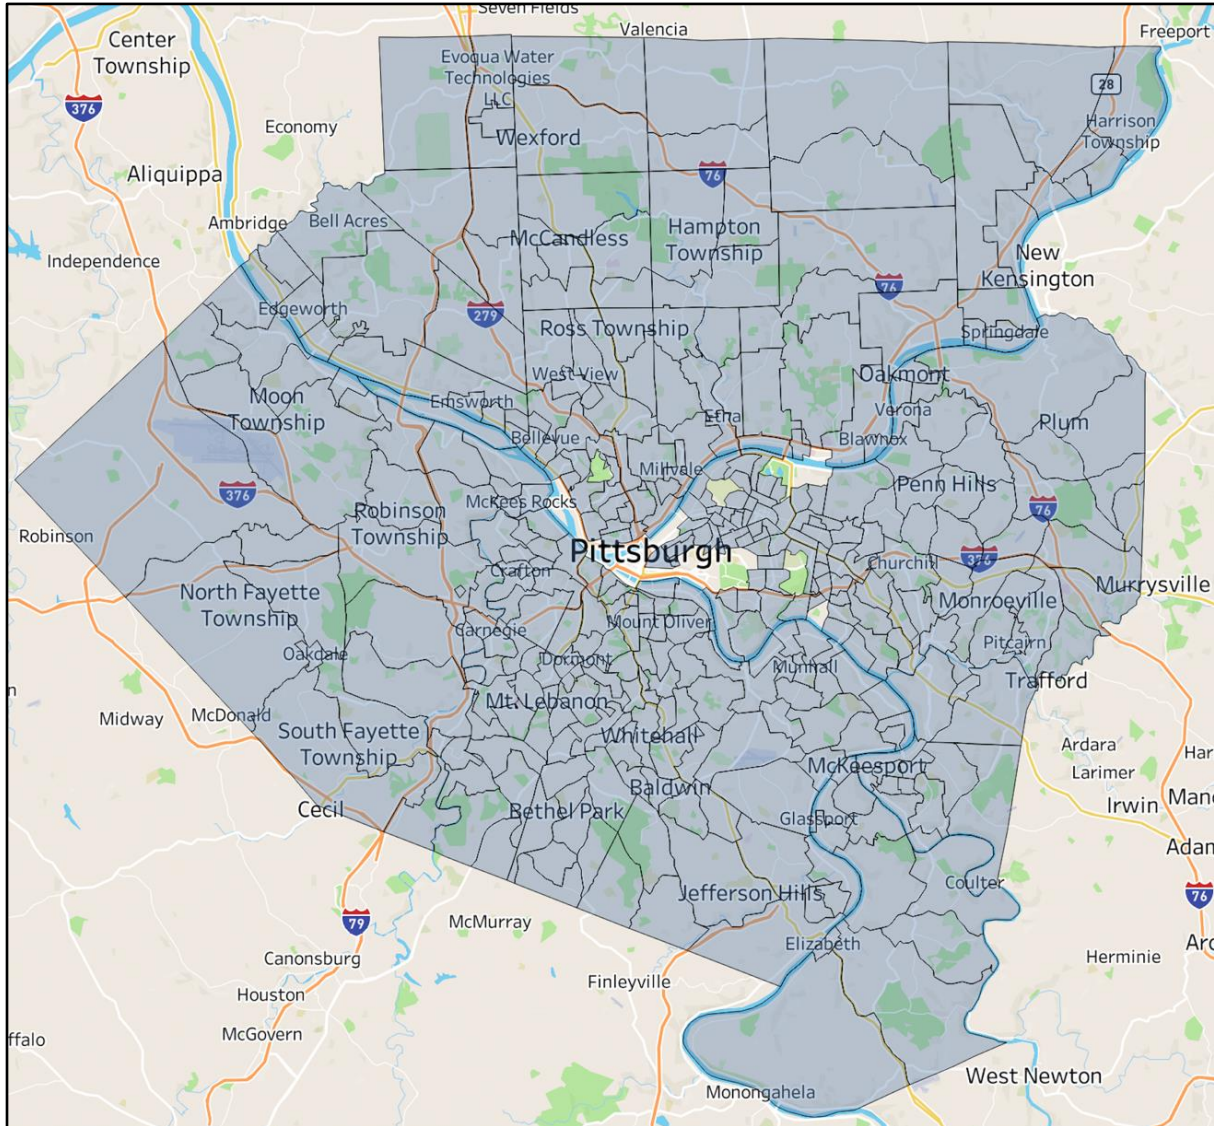 Seven Fields
Valencia
Freeport
Center
Township
Evoqua Water
Technologies
LLC
28
376
Harrison
Township
Economy
Wexford
Aliquippa
76
Ambridge
Bell Acres
McCandless
Hampton
Township
Independence
New
Kensington
76
Edgeworth
279
Ross Township
Springdale
West View
Oakmont
Moon
Township
Emsworth
Etna
Verona
Plum
Bellevue
Blawnox
Millvale
376
McKees Rocks
Penn Hills
Robinson
Township
76
Robinson
Pittsburgh
Crafton
Churchill
376
Murrysville
North Fayette
Township
Monroeville
Carnegie
Mount Oliver
Pitcairn
Oakdale
Dormont
Munhall
Trafford
n
Mt. Lebanon
Midway
McDonald
South Fayette
Township
Whitehall
Ardara
Har
McKeesport
Larimer
Baldwin
Irwin
Man
Cecil
Bethel Park
Glassport
Adan
Jefferson Hills
Coulter
76
79
McMurray
Elizabeth
Canonsburg
Herminie
Finleyville
Houston
McGovern
ffalo
West Newton
Monongahela